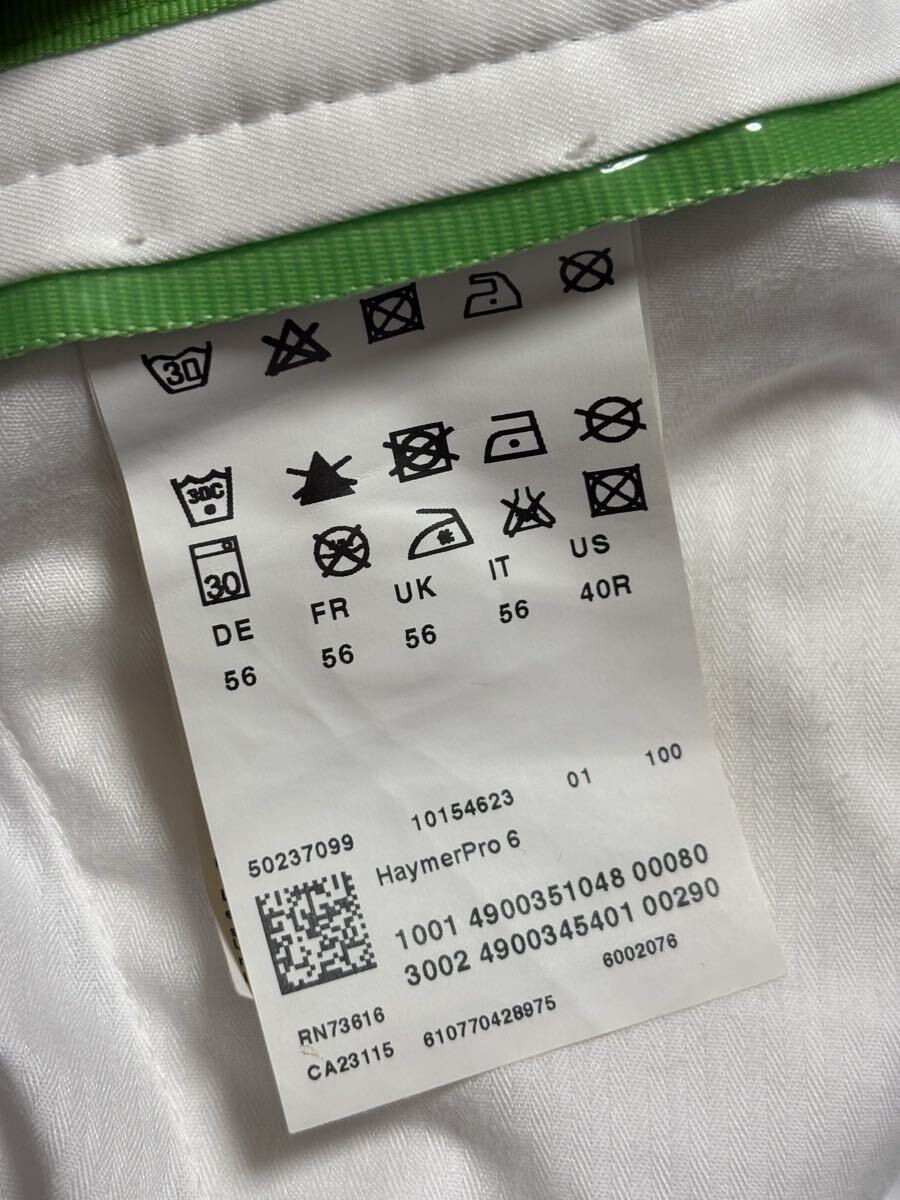 30
30C
30
DE FR UK IT US
56 56 56 56 40R
50237099 10154623 01 100
HaymerPro 6
1001 4900351048 00080
3002 4900345401 00290
RN73616 6002076
CA23115 610770428975